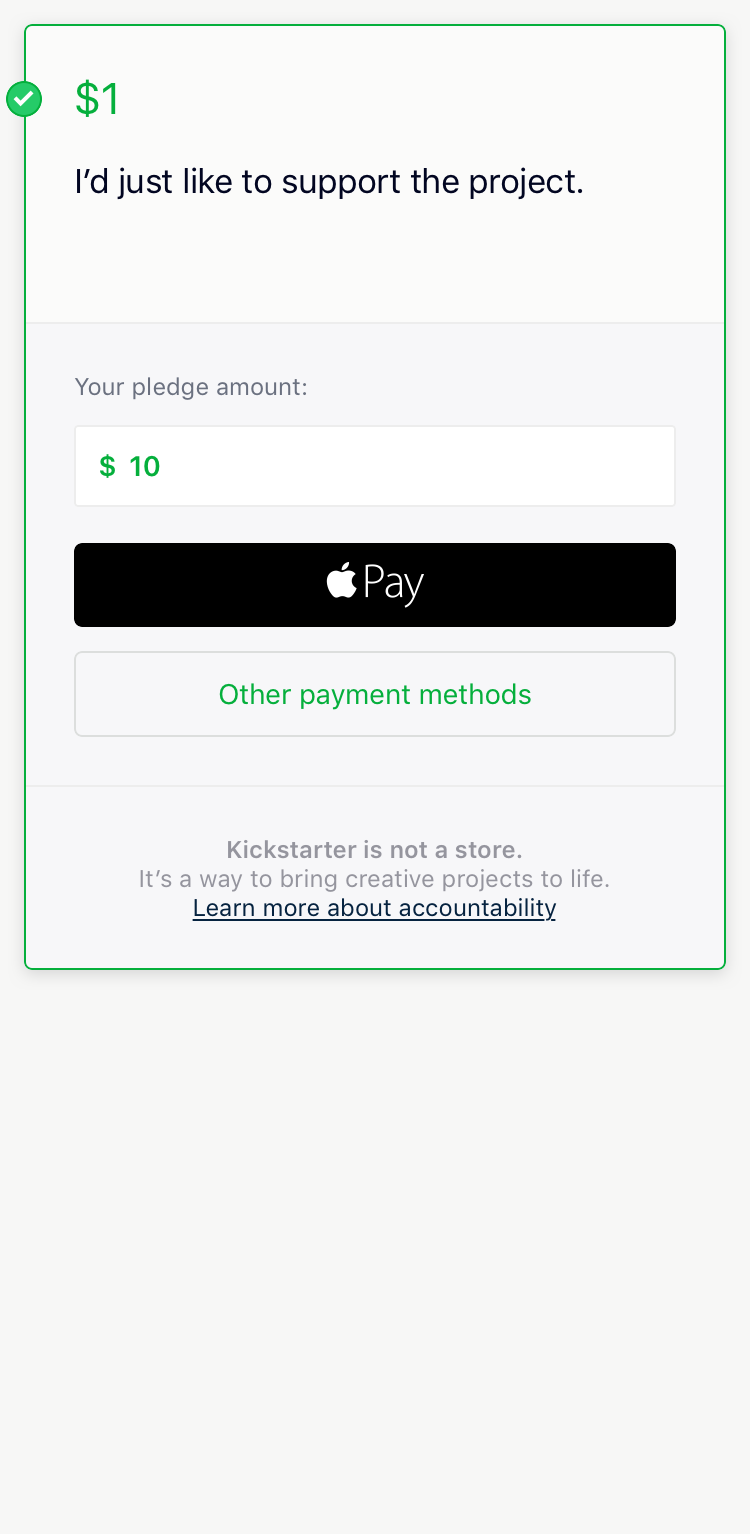 $1
I’d just like to support the project.
Your pledge amount:
$ 10
Pay
Other payment methods
Kickstarter is not a store.
It’s a way to bring creative projects to life.
Learn more about accountability